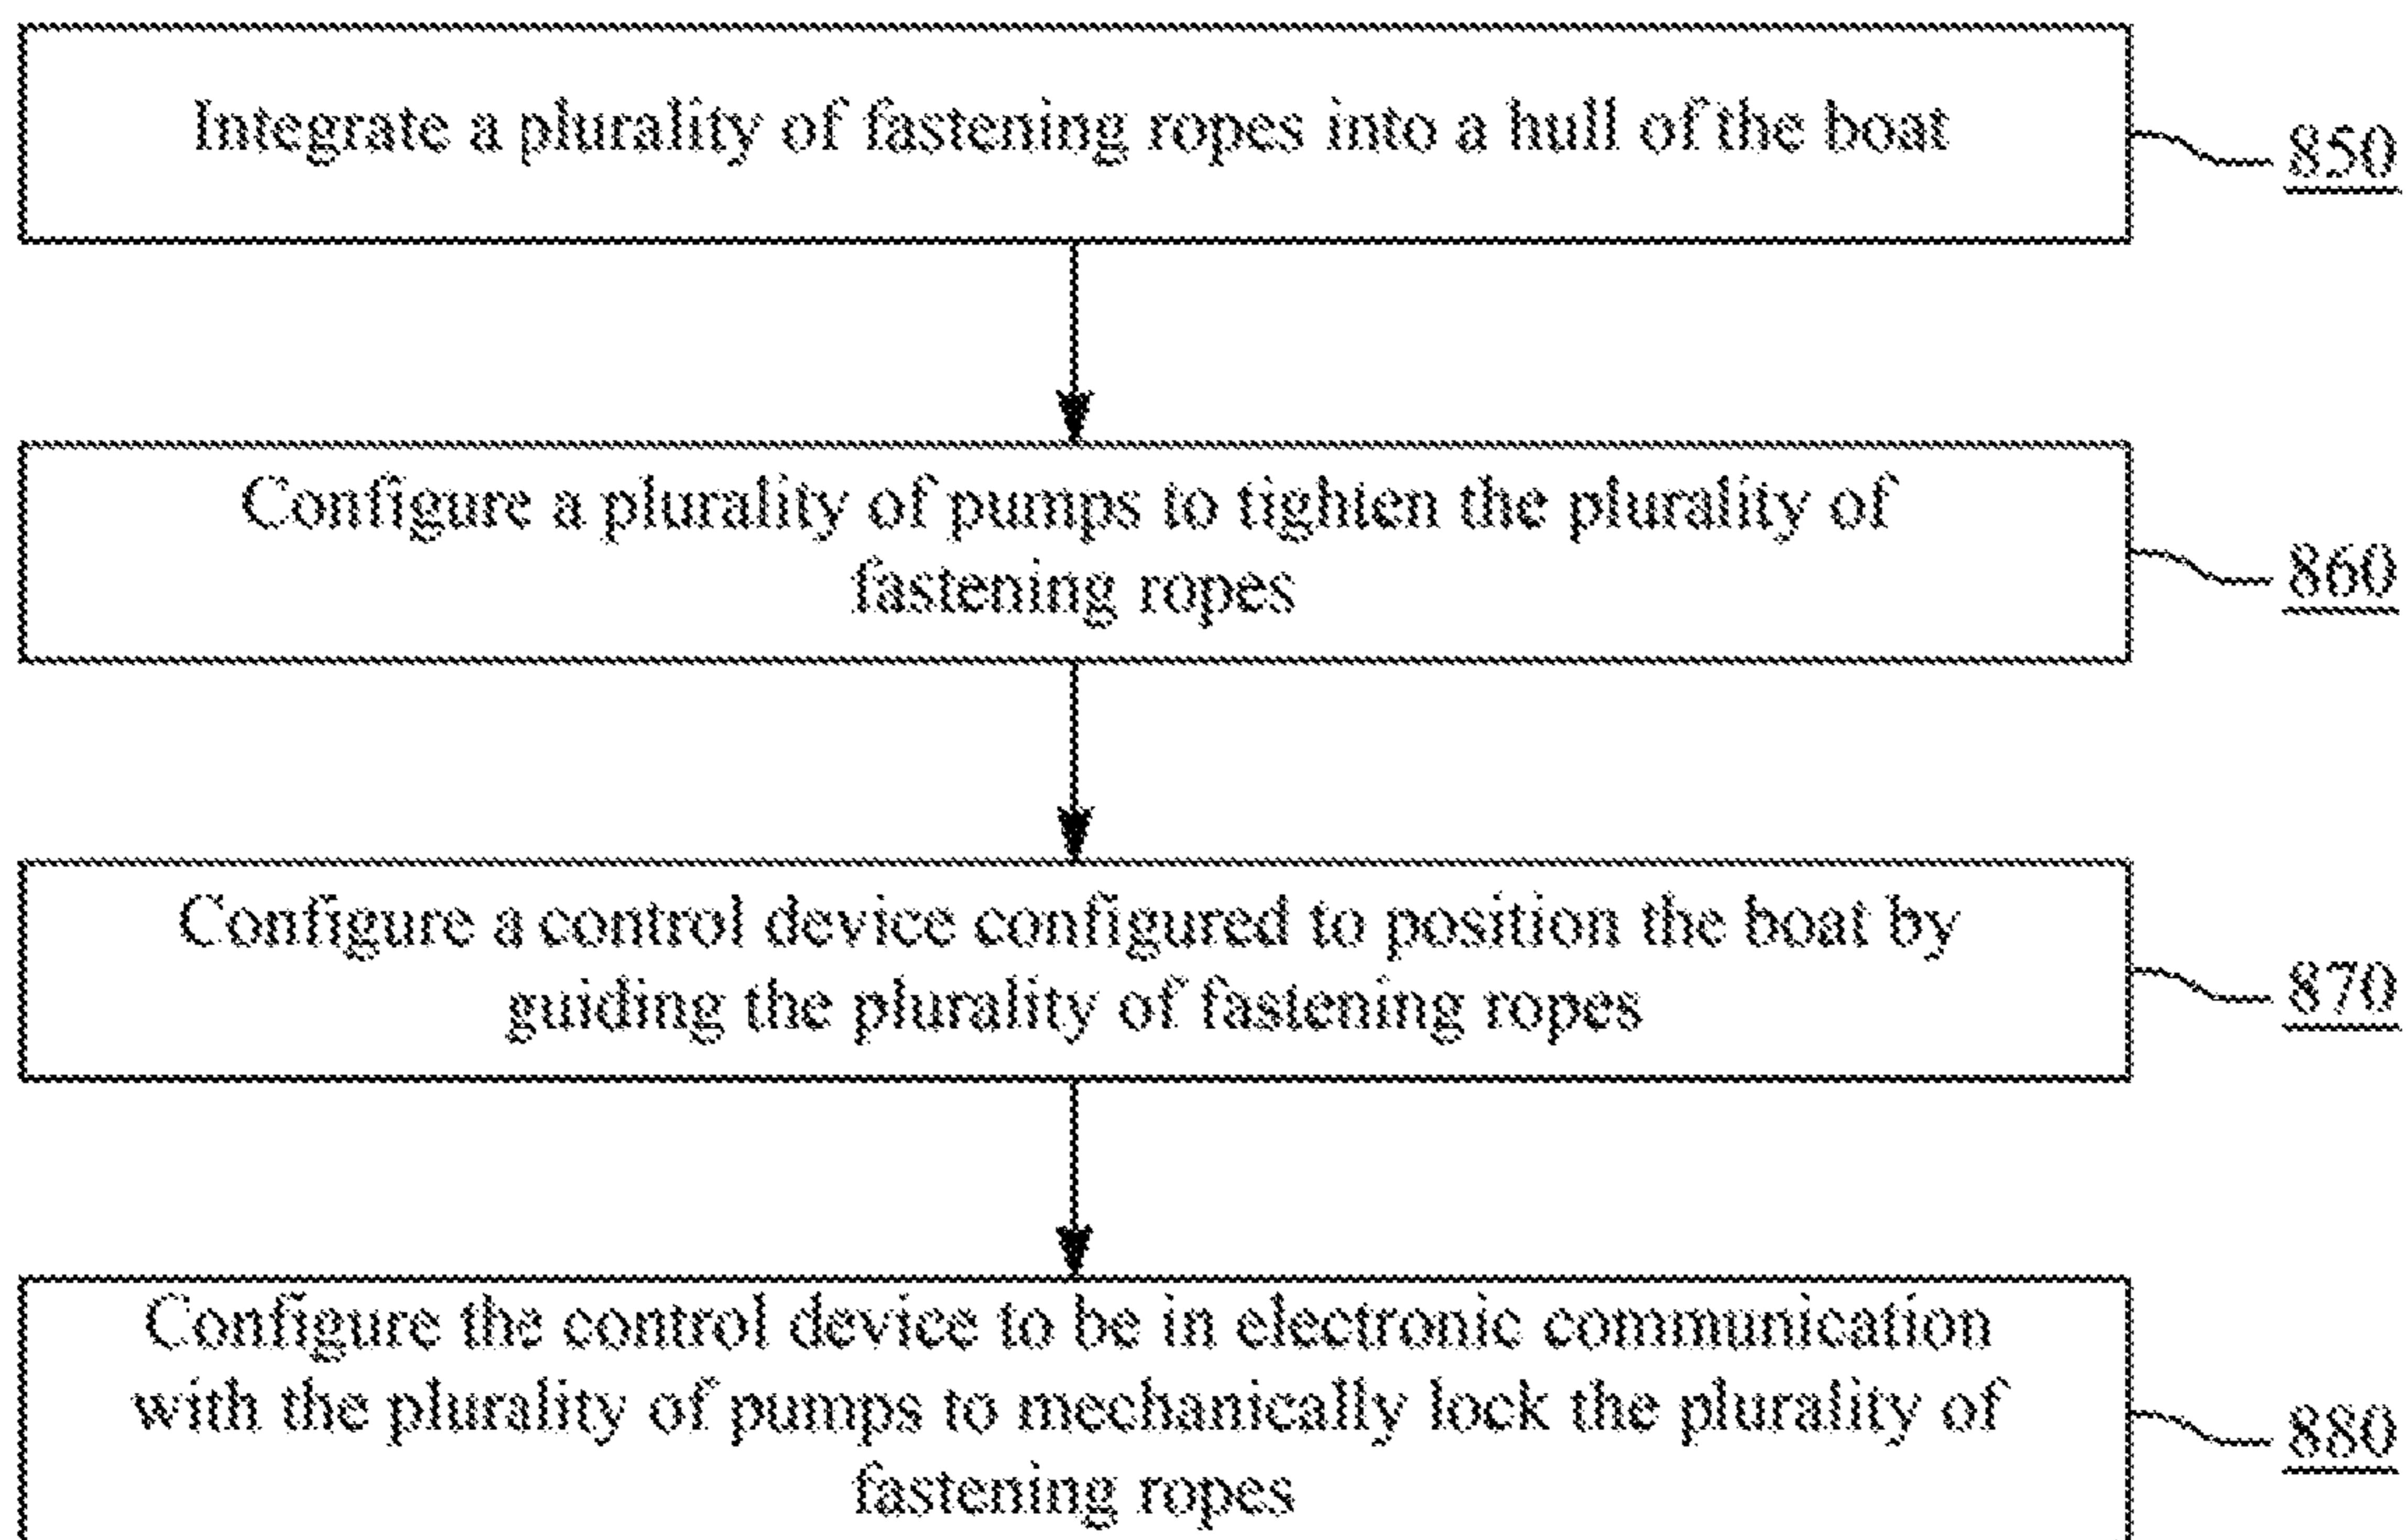 Integrate a plurality of fastening ropes into a hull of the boat
850
Configure a plurality of pumps to tighten the plurality of
fastening ropes
860
Configure a control device configured to position the boat by
guiding the plurality of fastening ropes
870
Configure the control device to be in electronic communication
with the plurality of pumps to mechanically lock the plurality of
fastening ropes
880